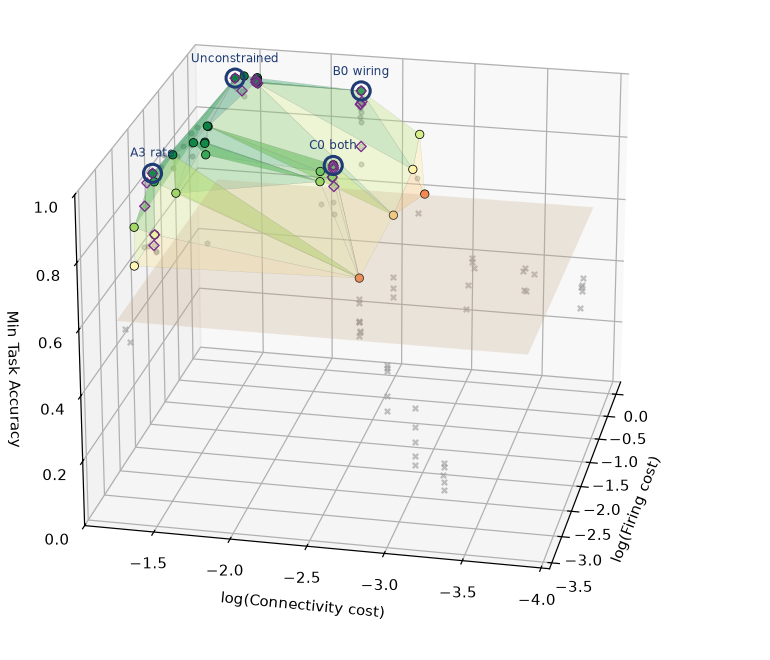 Unconstrained
B0 wiring
C0 both
A3 rate
1.0
0.8
0.6
0.4
0.2
0.0
Min Task Accuracy
−1.5
−2.0
−2.5
−3.0
−3.5
−4.0
log(Connectivity cost)
0.0
−0.5
−1.0
−1.5
−2.0
−2.5
−3.0
−3.5
log(Firing cost)